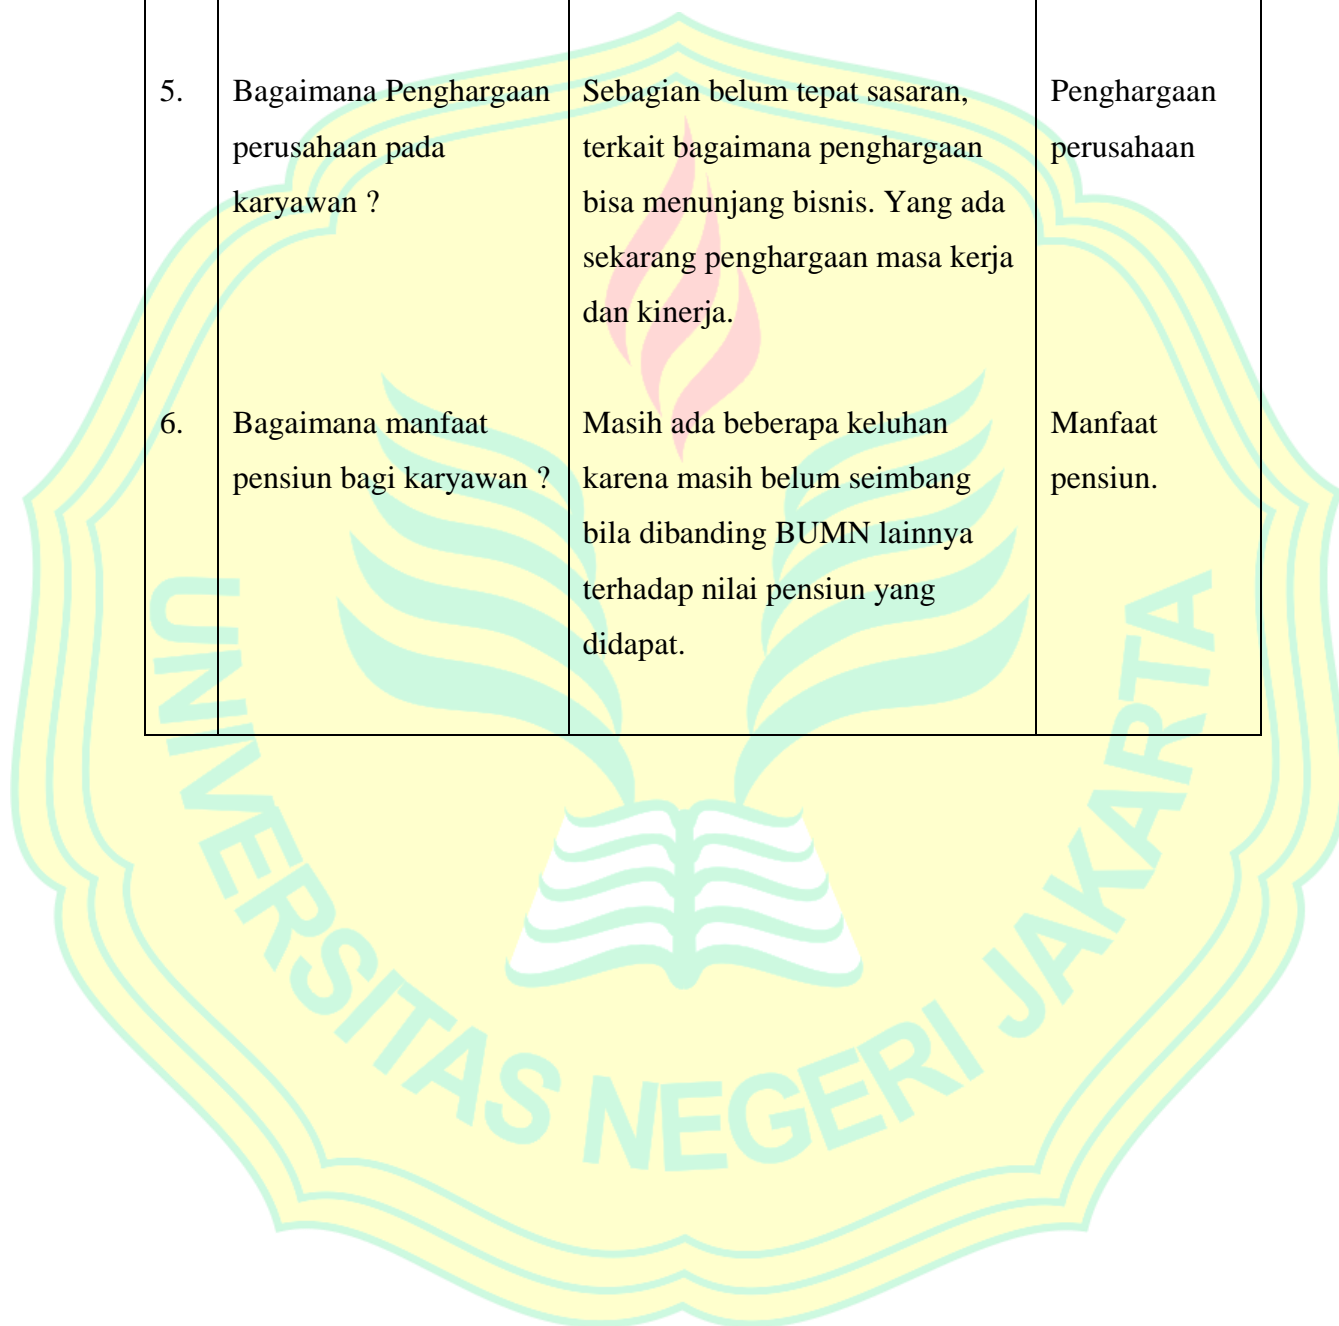 5.
Bagaimana Penghargaan
perusahaan pada
karyawan ?
Sebagian belum tepat sasaran,
terkait bagaimana penghargaan
bisa menunjang bisnis. Yang ada
sekarang penghargaan masa kerja
dan kinerja.
Penghargaan
perusahaan
6.
Bagaimana manfaat
pensiun bagi karyawan ?
Masih ada beberapa keluhan
karena masih belum seimbang
bila dibanding BUMN lainnya
terhadap nilai pensiun yang
didapat.
Manfaat
pensiun.
UNIVERSITAS NEGERI JAKARTA